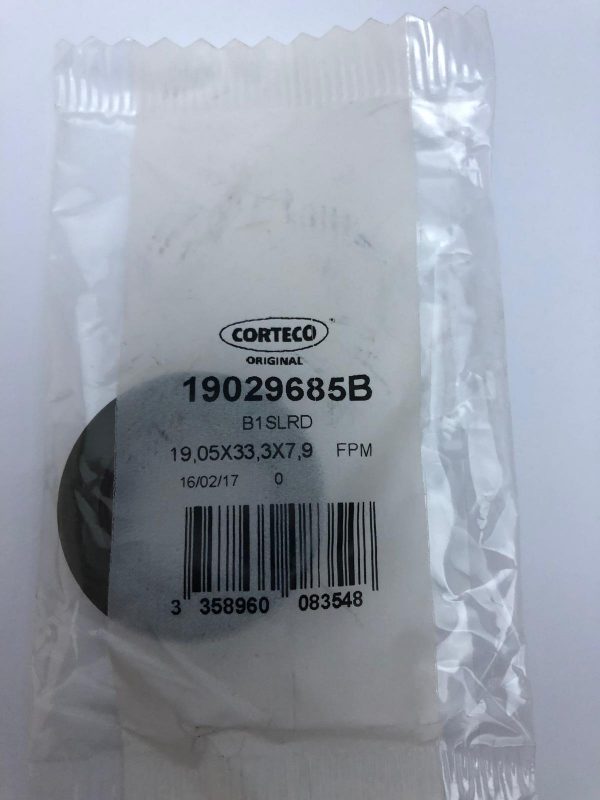 CORTECO
ORIGINAL
19029685B
B1SLRD
19,05X33,3X7,9 FPM
16/02/17 0
3 358960 083548